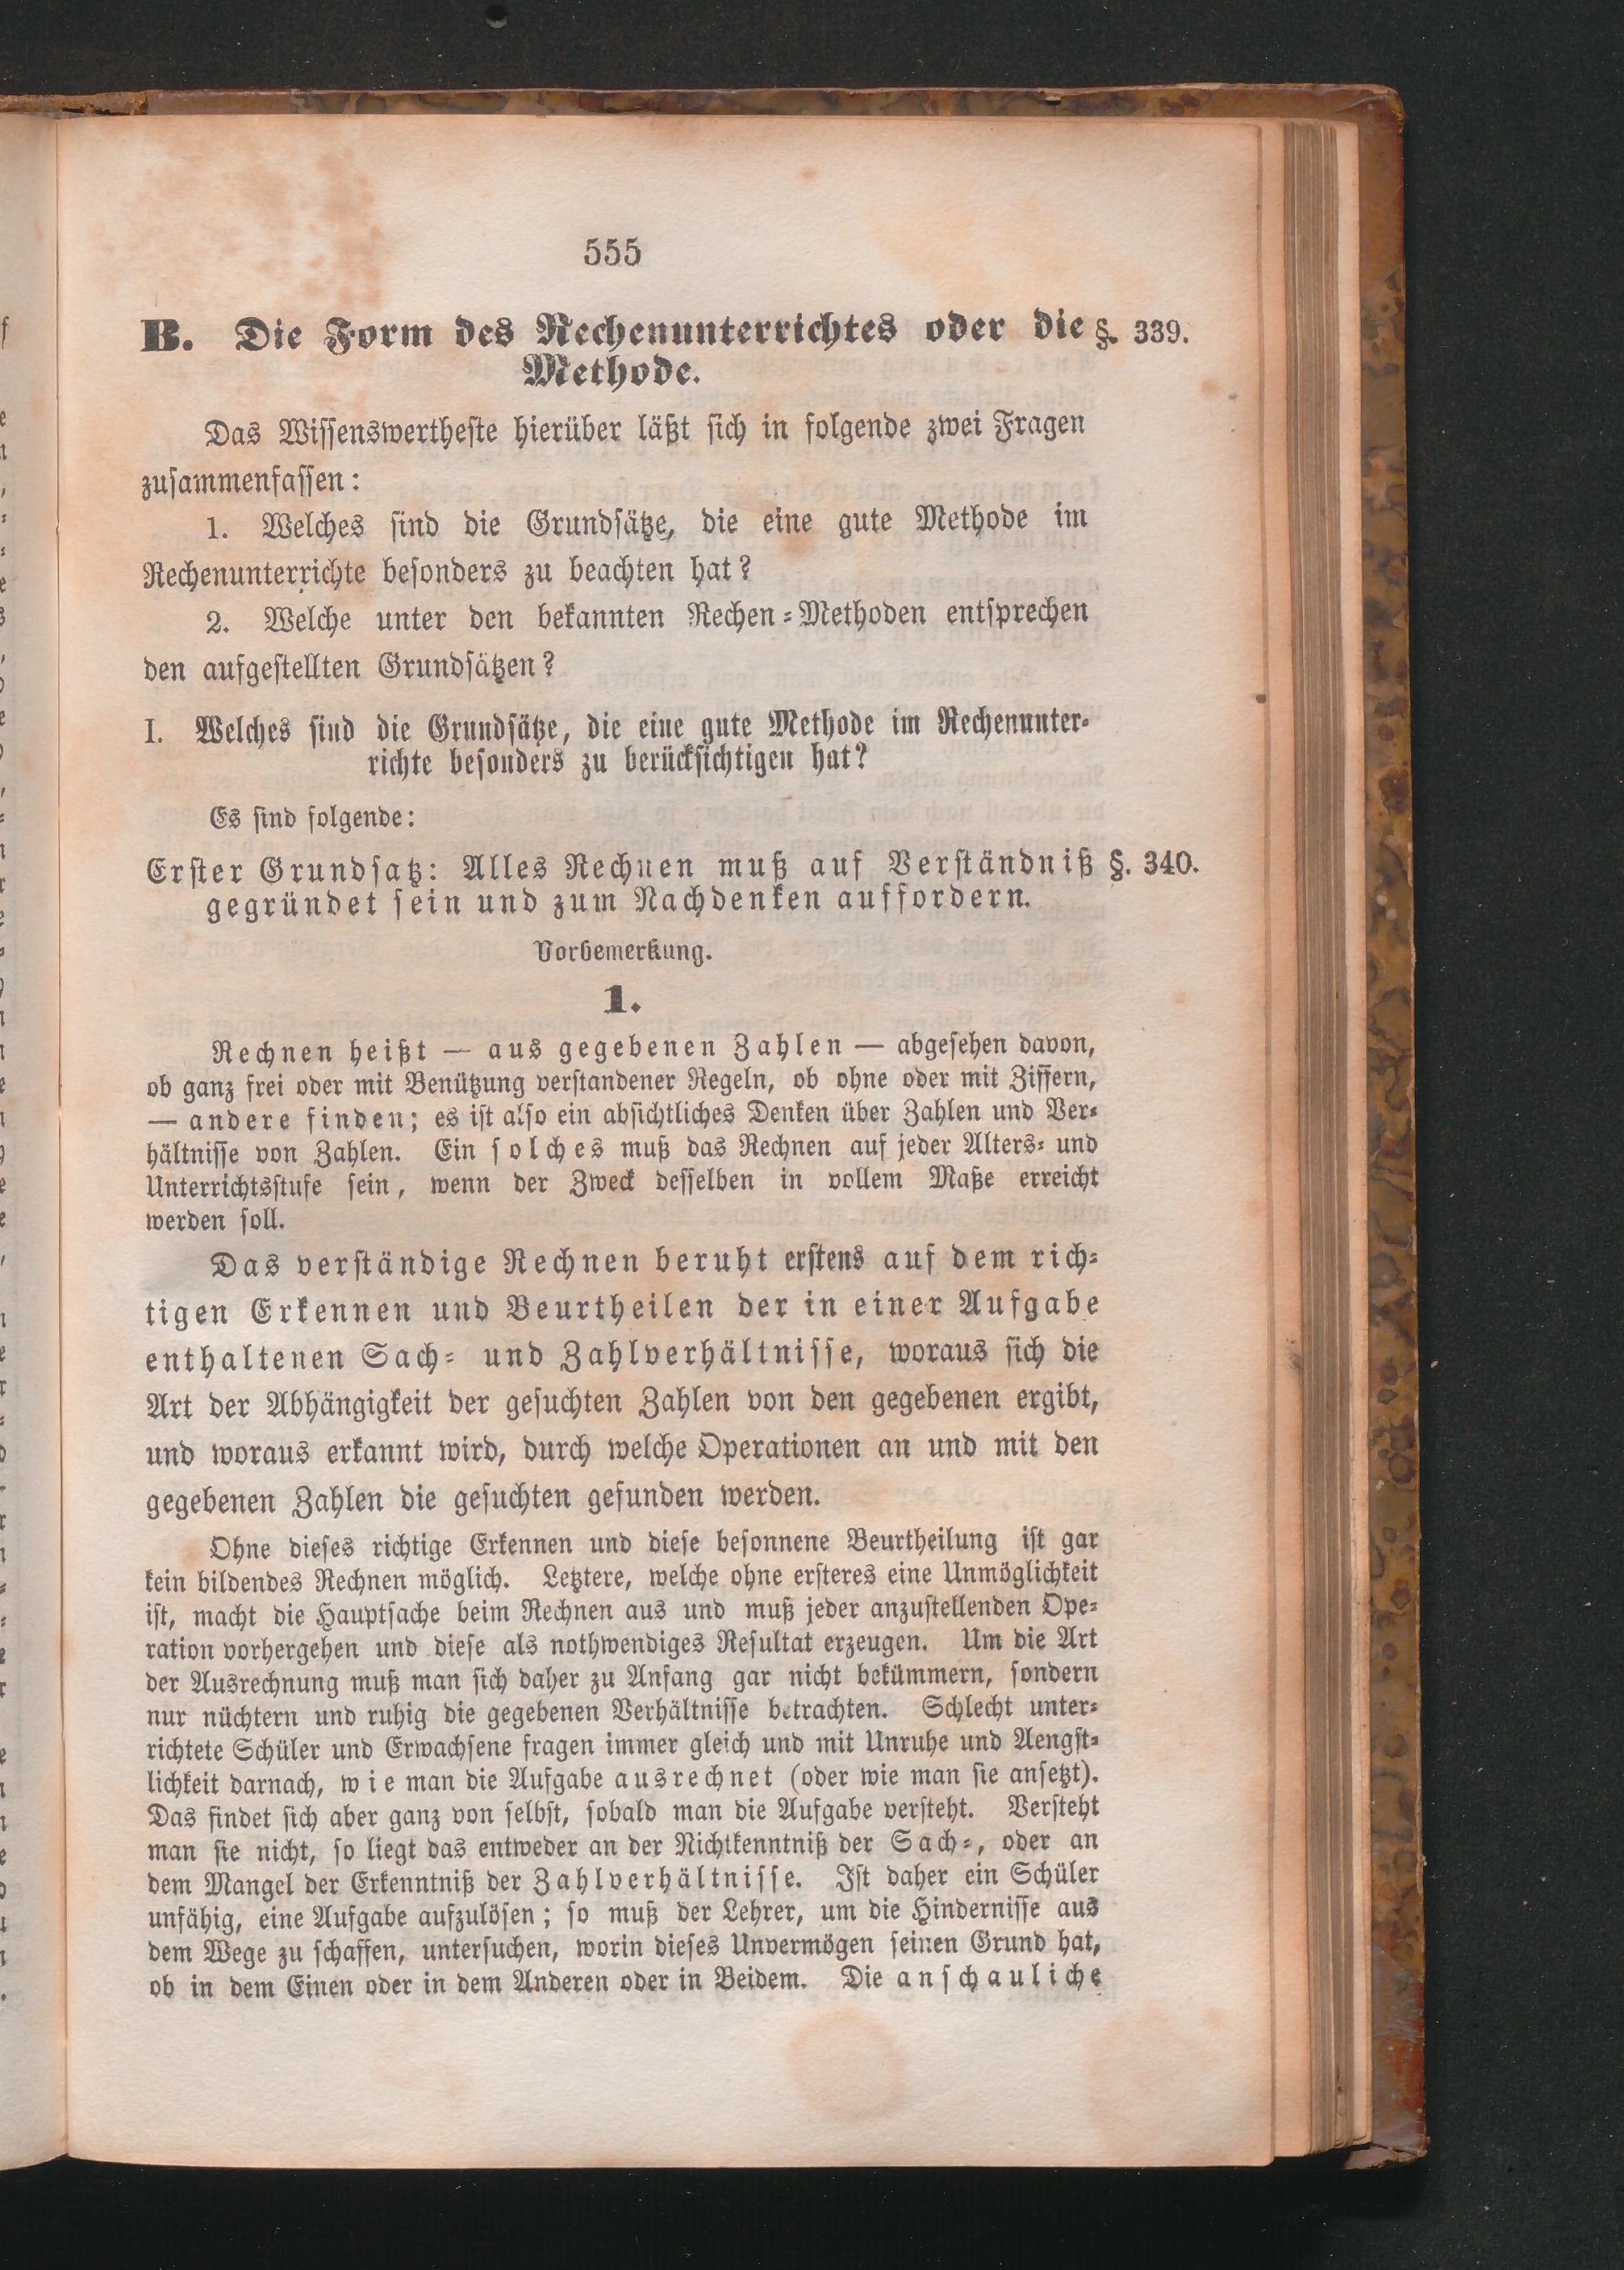 555
B. Die Form des Rechenunterrichtes oder die §. 339.
Methode.
Das Wissenswertheste hierüber läßt sich in folgende zwei Fragen
zusammenfassen:
1. Welches sind die Grundsätze, die eine gute Methode im
Rechenunterrichte besonders zu beachten hat?
2. Welche unter den bekannten Rechen-Methoden entsprechen
den aufgestellten Grundsätzen?
I. Welches sind die Grundsätze, die eine gute Methode im Rechenunter-
richte besonders zu berücksichtigen hat?
Es sind folgende:
Erster Grundsatz: Alles Rechnen muß auf Verständniß §. 340.
gegründet sein und zum Nachdenken auffordern.
Vorbemerkung.
1.
Rechnen heißt — aus gegebenen Zahlen — abgesehen davon,
ob ganz frei oder mit Benützung verstandener Regeln, ob ohne oder mit Ziffern,
— andere finden; es ist also ein absichtliches Denken über Zahlen und Ver-
hältnisse von Zahlen. Ein solches muß das Rechnen auf jeder Alters- und
Unterrichtsstufe sein, wenn der Zweck desselben in vollem Maße erreicht
werden soll.
Das verständige Rechnen beruht erstens auf dem rich-
tigen Erkennen und Beurtheilen der in einer Aufgabe
enthaltenen Sach- und Zahlverhältnisse, woraus sich die
Art der Abhängigkeit der gesuchten Zahlen von den gegebenen ergibt,
und woraus erkannt wird, durch welche Operationen an und mit den
gegebenen Zahlen die gesuchten gefunden werden.
Ohne dieses richtige Erkennen und diese besonnene Beurtheilung ist gar
kein bildendes Rechnen möglich. Letztere, welche ohne ersteres eine Unmöglichkeit
ist, macht die Hauptsache beim Rechnen aus und muß jeder anzustellenden Ope-
ration vorhergehen und diese als nothwendiges Resultat erzeugen. Um die Art
der Ausrechnung muß man sich daher zu Anfang gar nicht bekümmern, sondern
nur nüchtern und ruhig die gegebenen Verhältnisse betrachten. Schlecht unter-
richtete Schüler und Erwachsene fragen immer gleich und mit Unruhe und Aengst-
lichkeit darnach, wie man die Aufgabe ausrechnet (oder wie man sie ansetzt).
Das findet sich aber ganz von selbst, sobald man die Aufgabe versteht. Versteht
man sie nicht, so liegt das entweder an der Nichtkenntniß der Sach-, oder an
dem Mangel der Erkenntniß der Zahlverhältnisse. Ist daher ein Schüler
unfähig, eine Aufgabe aufzulösen; so muß der Lehrer, um die Hindernisse aus
dem Wege zu schaffen, untersuchen, worin dieses Unvermögen seinen Grund hat,
ob in dem Einen oder in dem Anderen oder in Beidem. Die anschauliche